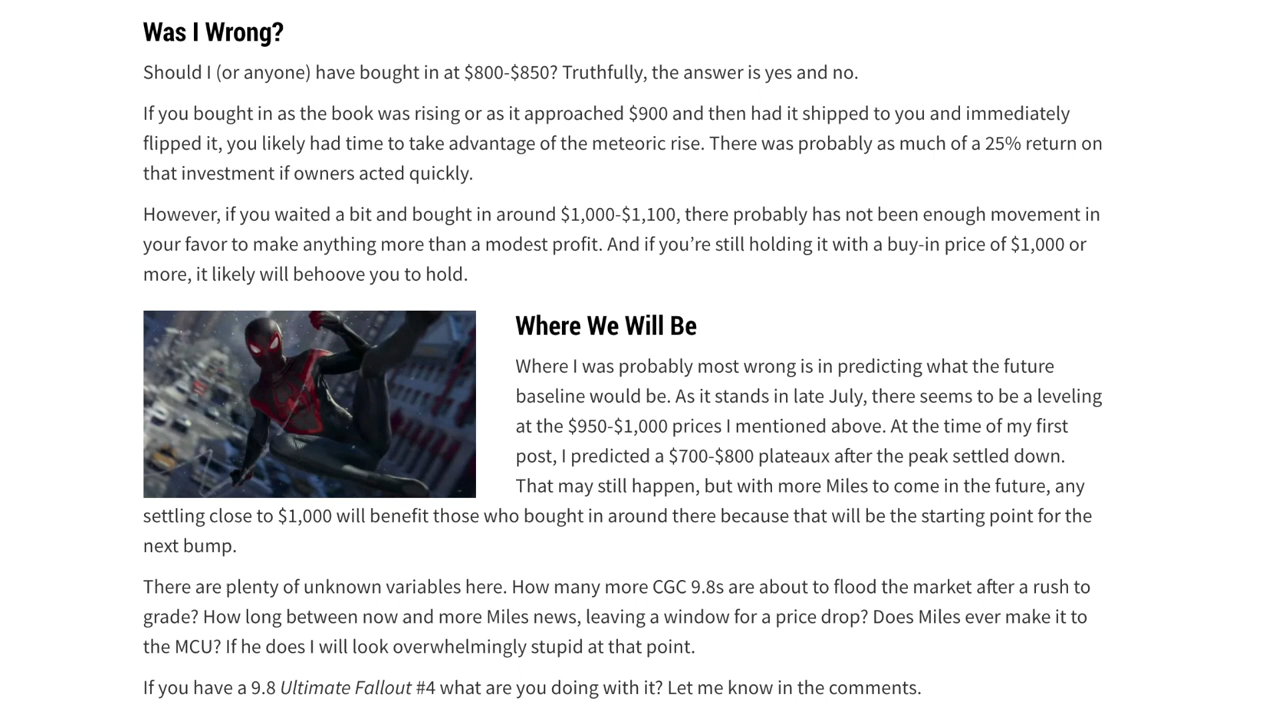 Was I Wrong?
Should I (or anyone) have bought in at $800-$850? Truthfully, the answer is yes and no.
If you bought in as the book was rising or as it approached $900 and then had it shipped to you and immediately
flipped it, you likely had time to take advantage of the meteoric rise. There was probably as much of a 25% return on
that investment if owners acted quickly.
However, if you waited a bit and bought in around $1,000-$1,100, there probably has not been enough movement in
your favor to make anything more than a modest profit. And if you’re still holding it with a buy-in price of $1,000 or
more, it likely will behoove you to hold.
Where We Will Be
Where I was probably most wrong is in predicting what the future
baseline would be. As it stands in late July, there seems to be a leveling
at the $950-$1,000 prices I mentioned above. At the time of my first
post, I predicted a $700-$800 plateaux after the peak settled down.
That may still happen, but with more Miles to come in the future, any
settling close to $1,000 will benefit those who bought in around there because that will be the starting point for the
next bump.
There are plenty of unknown variables here. How many more CGC 9.8s are about to flood the market after a rush to
grade? How long between now and more Miles news, leaving a window for a price drop? Does Miles ever make it to
the MCU? If he does I will look overwhelmingly stupid at that point.
If you have a 9.8 Ultimate Fallout #4 what are you doing with it? Let me know in the comments.